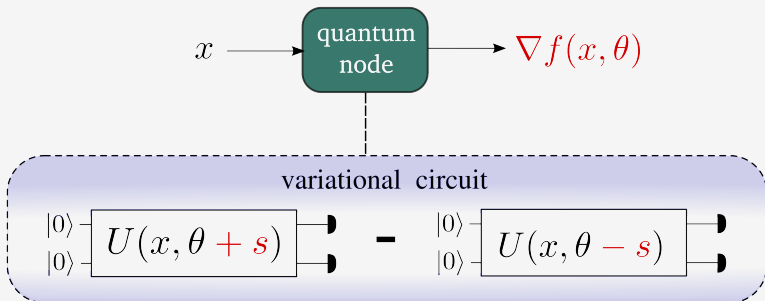 x
quantum
node
∇f(x, θ)
variational circuit
|0⟩
|0⟩
U(x, θ + s)
-
|0⟩
|0⟩
U(x, θ − s)